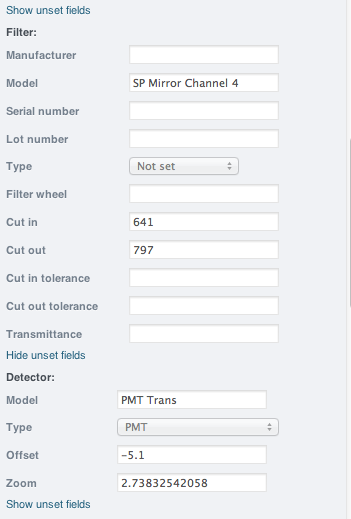 Show unset fields
Filter:
Manufacturer
Model SP Mirror Channel 4
Serial number
Lot number
Type Not set
Filter wheel
Cut in 641
Cut out 797
Cut in tolerance
Cut out tolerance
Transmittance
Hide unset fields
Detector:
Model PMT Trans
Type PMT
Offset -5.1
Zoom 2.73832542058
Show unset fields